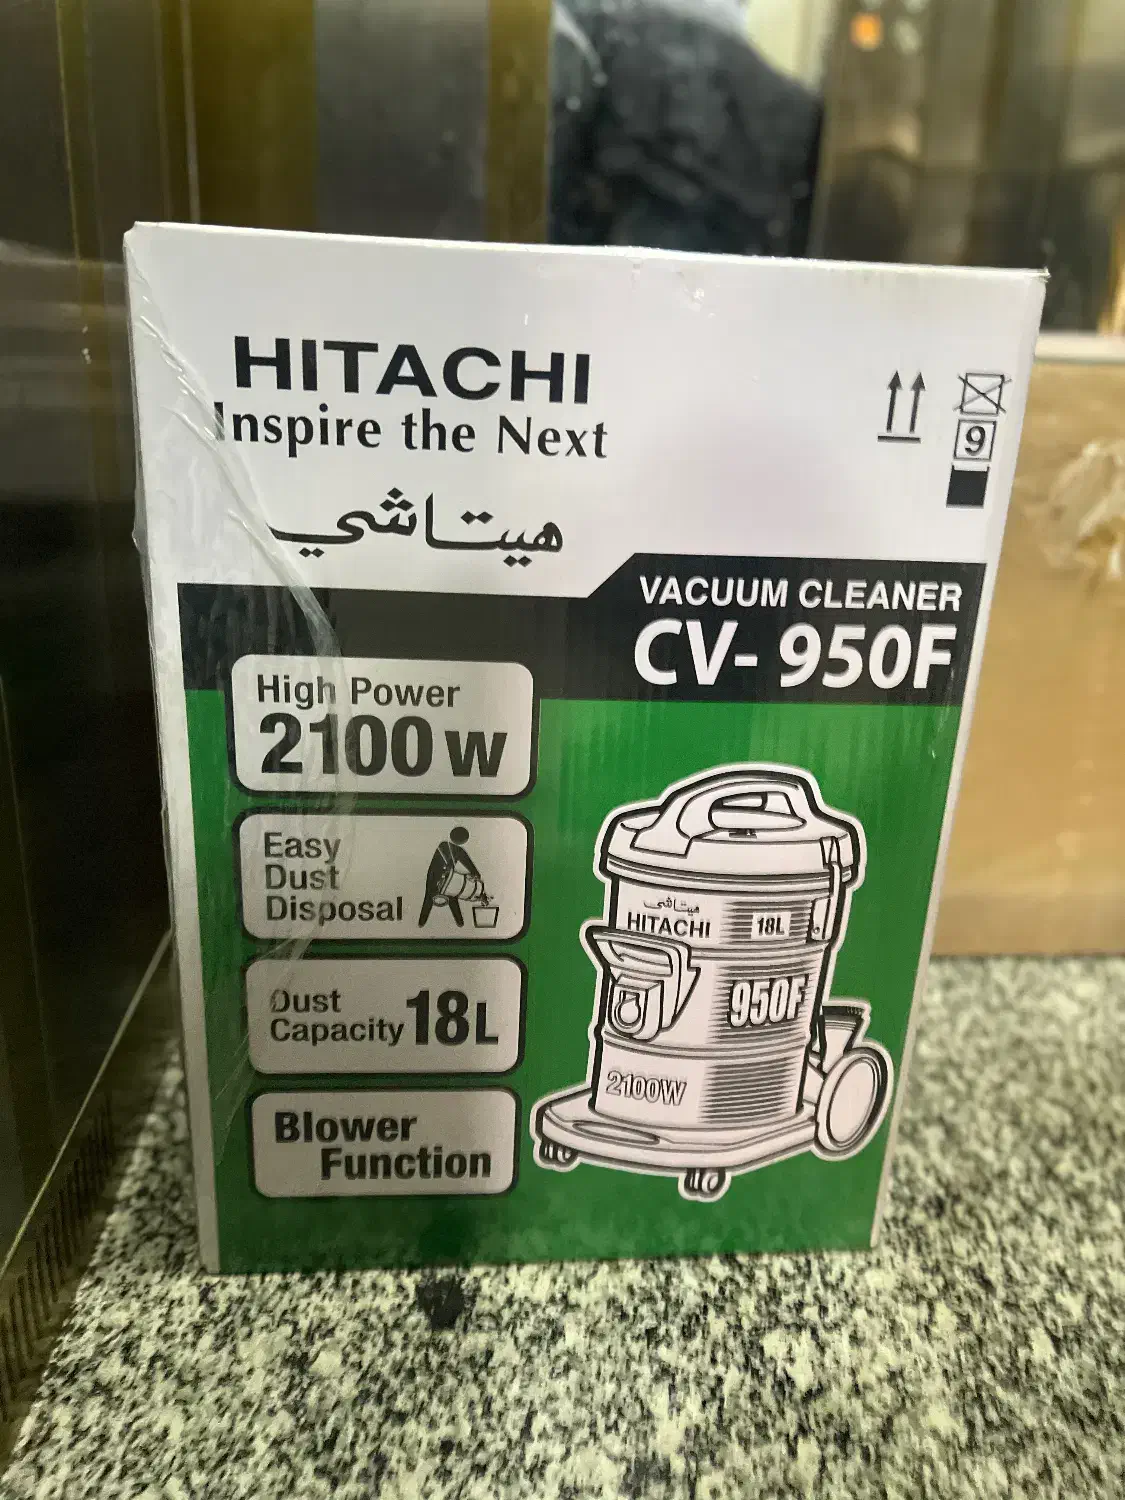 HITACHI
Inspire the Next
هيتاشي
9
VACUUM CLEANER
CV- 950F
High Power
2100 W
Easy
Dust
Disposal
Dust
Capacity 18L
Blower
Function
هيتاشي
HITACHI 18L
950F
2100W